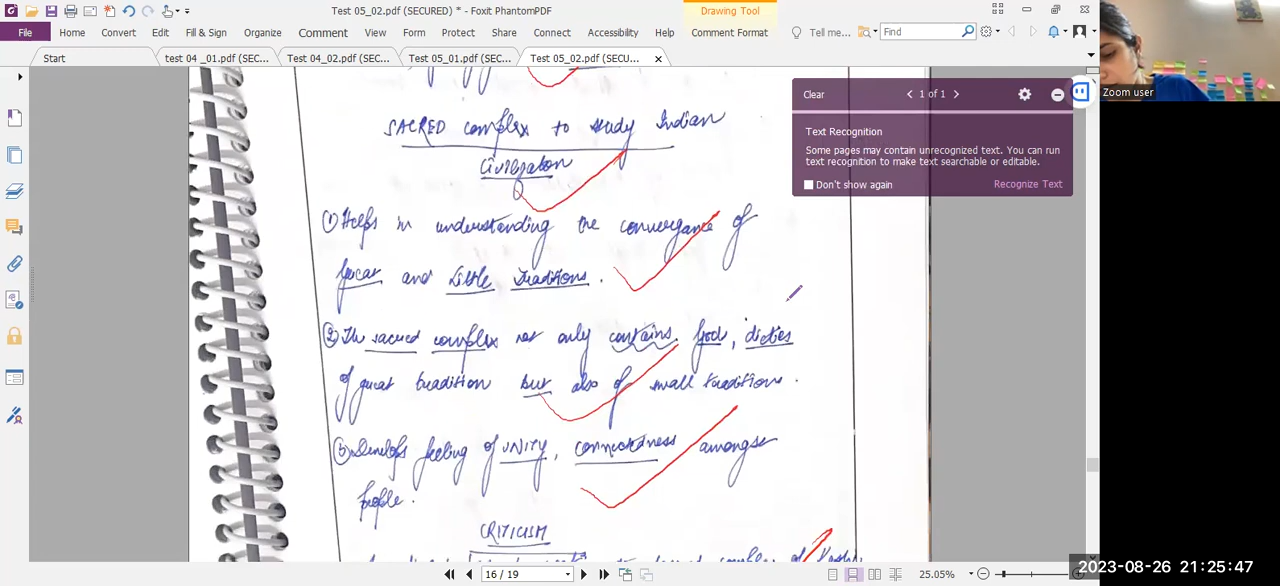 Test 05_02.pdf (SECURED) * - Foxit PhantomPDF
Drawing Tool
File Home Convert Edit Fill & Sign Organize Comment View Form Protect Share Connect Accessibility Help Comment Format Tell me... Find
Start test 04 _01.pdf (SEC... Test 04_02.pdf (SEC... Test 05_01.pdf (SEC... Test 05_02.pdf (SECU...
Zoom user
Clear 1 of 1
Text Recognition
Some pages may contain unrecognized text. You can run
text recognition to make text searchable or editable.
Don't show again Recognize Text
SACRED complex to study Indian
Civilization
(1) Helps in understanding the convergance of
great and Little Traditions.
(2) The sacred complex not only contains God, dieties
of great tradition but also of small traditions.
(3) Develops feeling of UNITY, connectedness amongst
people.
CRITICISM
16 / 19
25.05%
2023-08-26 21:25:47